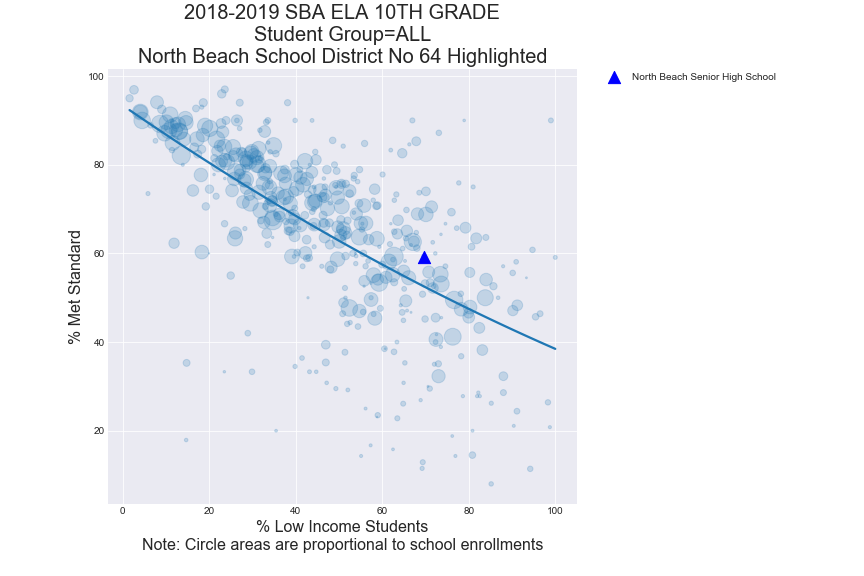 2018-2019 SBA ELA 10TH GRADE
Student Group=ALL
North Beach School District No 64 Highlighted
North Beach Senior High School
% Met Standard
100
80
60
40
20
0 20 40 60 80 100
% Low Income Students
Note: Circle areas are proportional to school enrollments